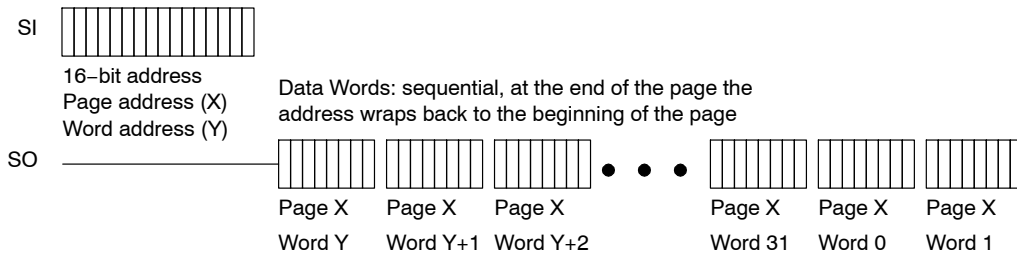 SI
16−bit address
Page address (X)
Word address (Y)
Data Words: sequential, at the end of the page the
address wraps back to the beginning of the page
SO
Page X Page X Page X Page X Page X Page X
Word Y Word Y+1 Word Y+2 Word 31 Word 0 Word 1